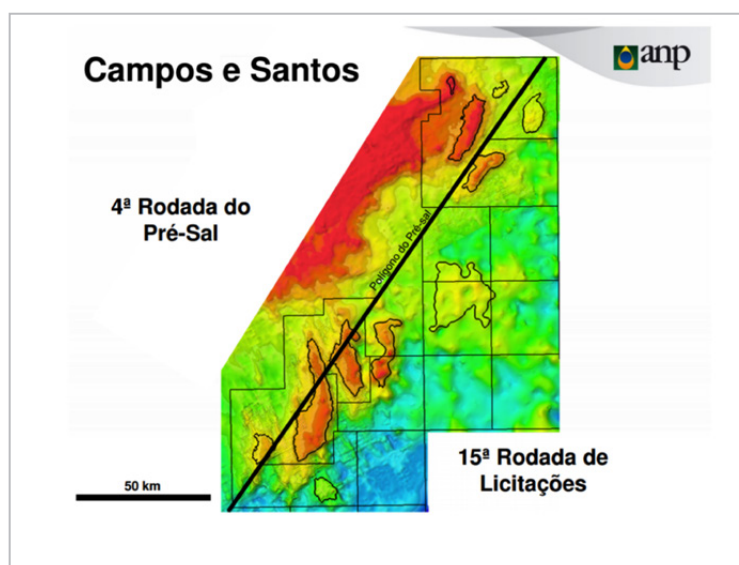 Campos e Santos
anp
4ª Rodada do
Pré-Sal
Polígono do Pré-sal
15ª Rodada de
Licitações
50 km